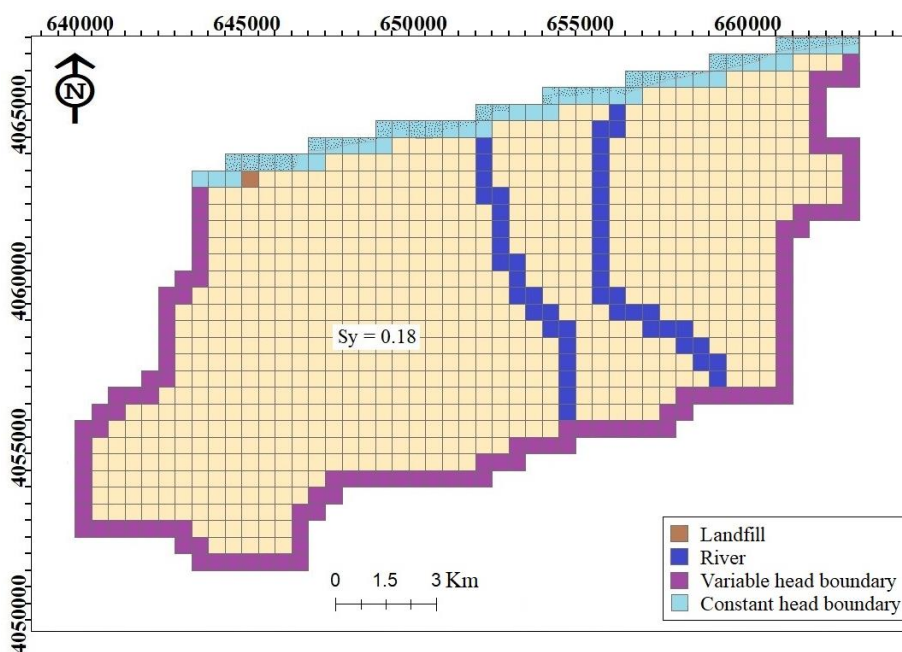 640000 645000 650000 655000 660000
N
4065000
4060000
4055000
4050000
Sy = 0.18
0 1.5 3 Km
Landfill
River
Variable head boundary
Constant head boundary